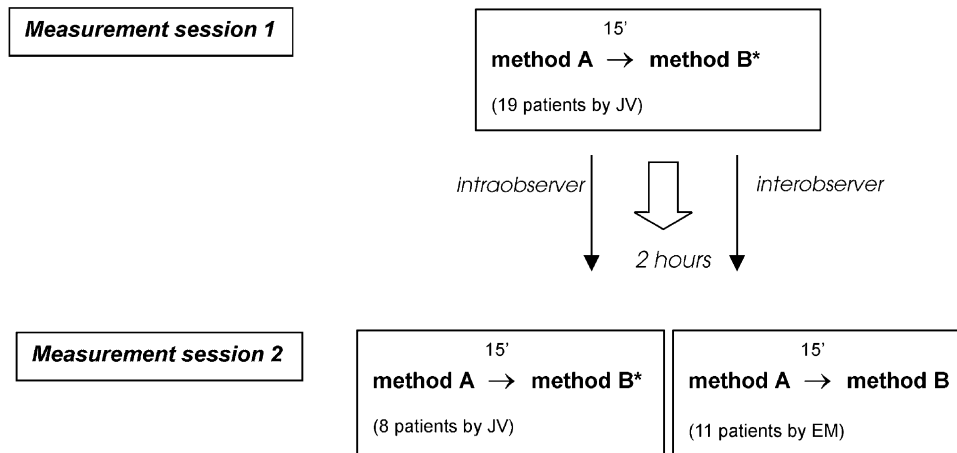 Measurement session 1
15’
method A → method B*
(19 patients by JV)
intraobserver
interobserver
2 hours
Measurement session 2
15’
method A → method B*
(8 patients by JV)
15’
method A → method B
(11 patients by EM)